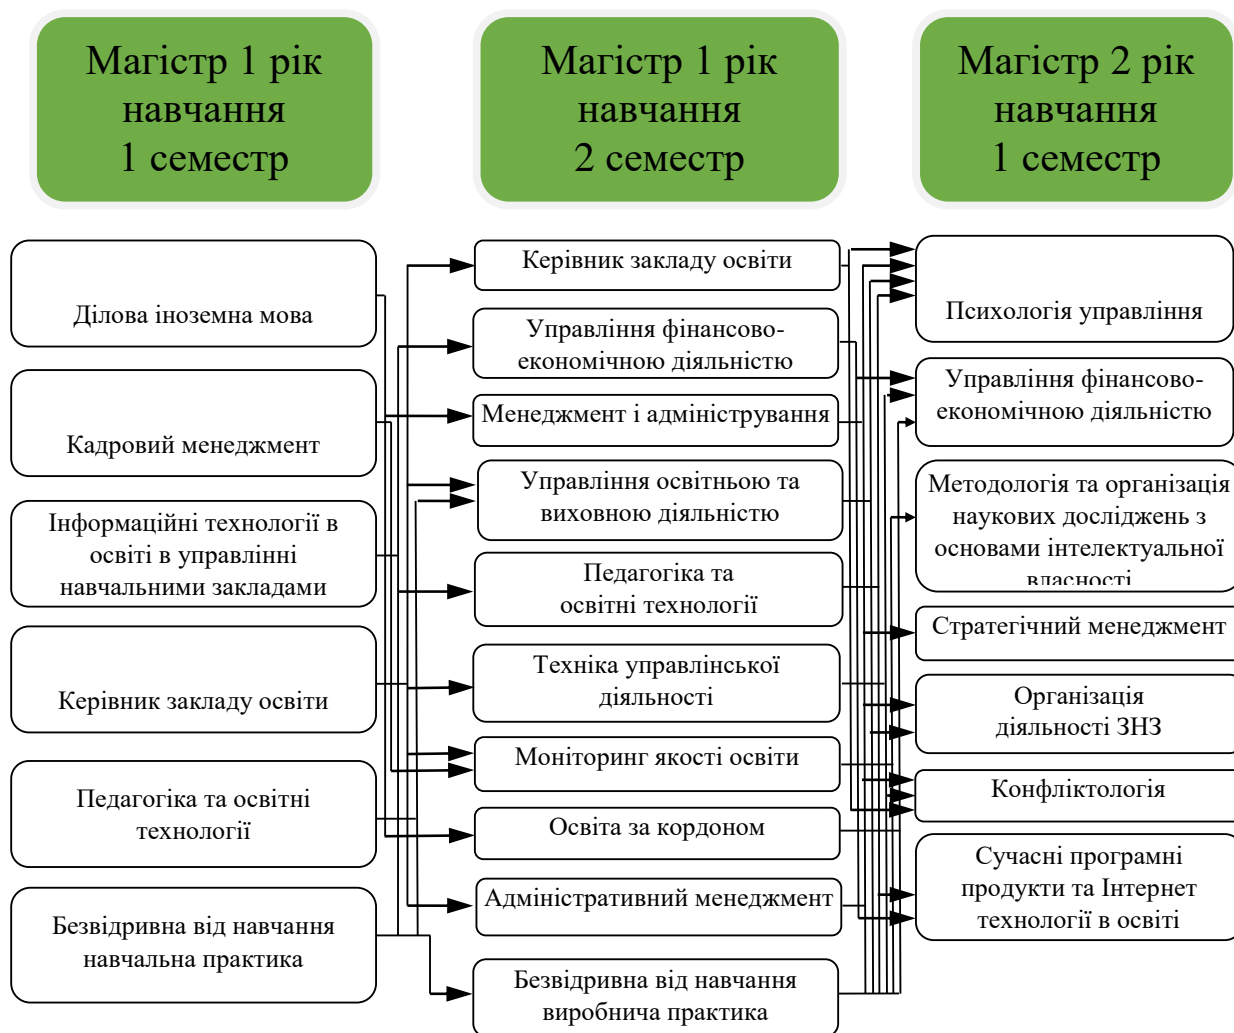 Магістр 1 рік
навчання
1 семестр
Магістр 1 рік
навчання
2 семестр
Магістр 2 рік
навчання
1 семестр
Ділова іноземна мова
Кадровий менеджмент
Інформаційні технології в
освіті в управлінні
навчальними закладами
Керівник закладу освіти
Педагогіка та освітні
технології
Безвідривна від навчання
навчальна практика
Керівник закладу освіти
Управління фінансово-
економічною діяльністю
Менеджмент і адміністрування
Управління освітньою та
виховною діяльністю
Педагогіка та
освітні технології
Техніка управлінської
діяльності
Моніторинг якості освіти
Освіта за кордоном
Адміністративний менеджмент
Безвідривна від навчання
виробнича практика
Психологія управління
Управління фінансово-
економічною діяльністю
Методологія та організація
наукових досліджень з
основами інтелектуальної
власності
Стратегічний менеджмент
Організація
діяльності ЗНЗ
Конфліктологія
Сучасні програмні
продукти та Інтернет
технології в освіті